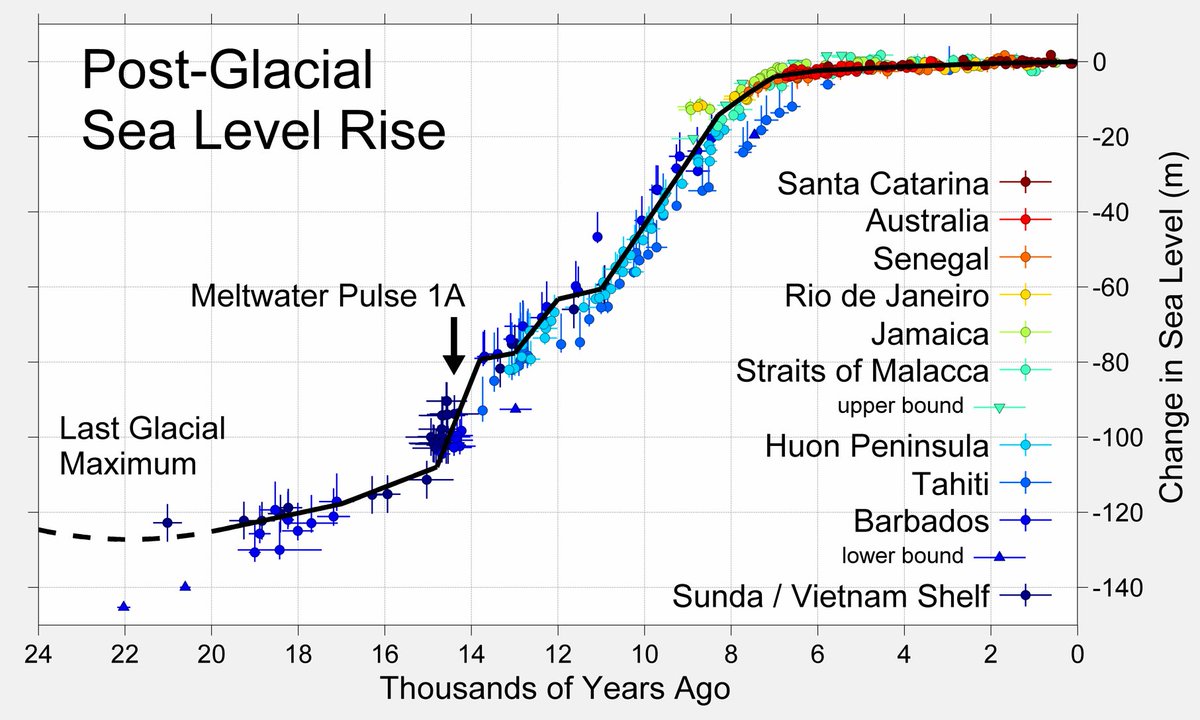 Post-Glacial
Sea Level Rise
Meltwater Pulse 1A
Last Glacial
Maximum
Santa Catarina
Australia
Senegal
Rio de Janeiro
Jamaica
Straits of Malacca
upper bound
Huon Peninsula
Tahiti
Barbados
lower bound
Sunda / Vietnam Shelf
0
-20
-40
-60
-80
-100
-120
-140
Change in Sea Level (m)
24 22 20 18 16 14 12 10 8 6 4 2 0
Thousands of Years Ago